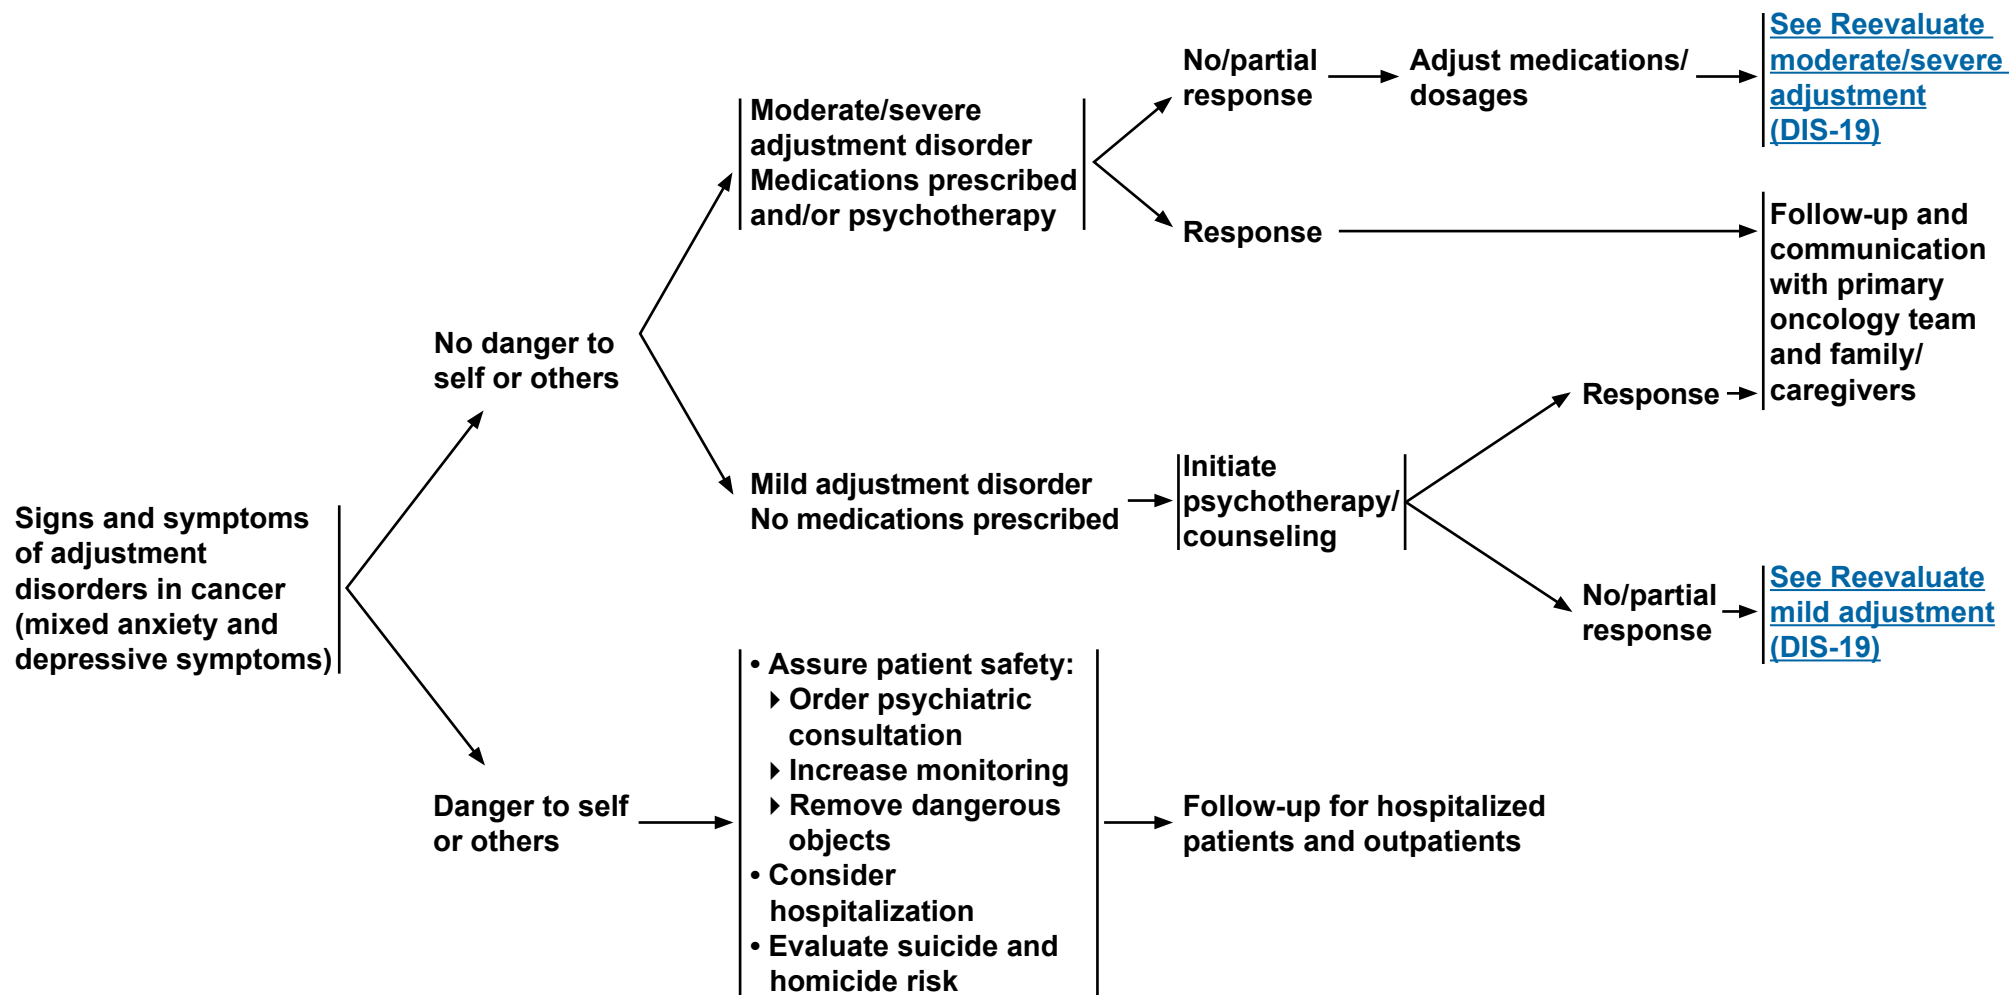 Signs and symptoms
of adjustment
disorders in cancer
(mixed anxiety and
depressive symptoms)
No danger to
self or others
Moderate/severe
adjustment disorder
Medications prescribed
and/or psychotherapy
No/partial
response
Adjust medications/
dosages
See Reevaluate
moderate/severe
adjustment
(DIS-19)
Response
Follow-up and
communication
with primary
oncology team
and family/
caregivers
Mild adjustment disorder
No medications prescribed
Initiate
psychotherapy/
counseling
Response
No/partial
response
See Reevaluate
mild adjustment
(DIS-19)
Danger to self
or others
• Assure patient safety:
Order psychiatric
consultation
Increase monitoring
Remove dangerous
objects
• Consider
hospitalization
• Evaluate suicide and
homicide risk
Follow-up for hospitalized
patients and outpatients